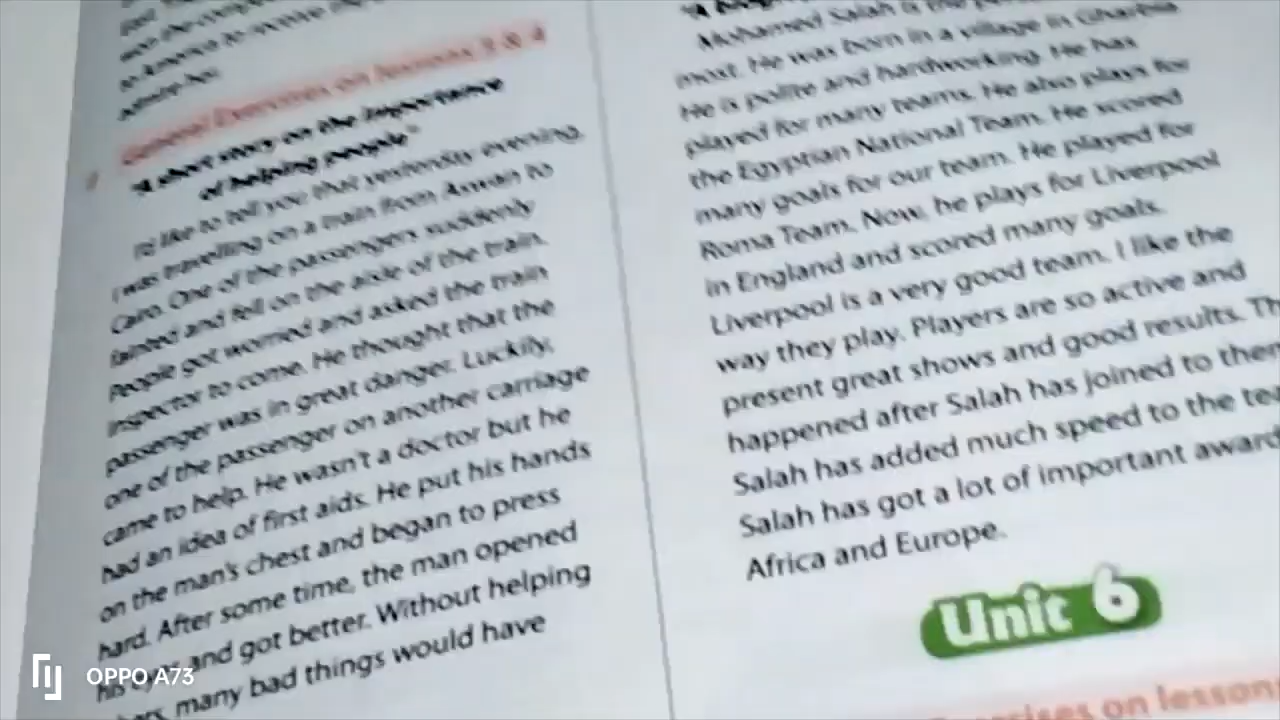 won the compe
to America to receive the
General Exercises on lessons 3 & 4
"A short story on the importance
of helping people"
I'd like to tell you that yesterday evening,
I was travelling on a train from Aswan to
Cairo. One of the passengers suddenly
fainted and fell on the aisle of the train.
People got worried and asked the train
inspector to come. He thought that the
passenger was in great danger. Luckily,
one of the passenger on another carriage
came to help. He wasn't a doctor but he
had an idea of first aids. He put his hands
on the man's chest and began to press
hard. After some time, the man opened
his eyes and got better. Without helping
many bad things would have
Mohamed Salah is the
most. He was born in a village in Gharbia
He is polite and hardworking. He has
played for many teams. He also plays for
the Egyptian National Team. He scored
many goals for our team. He played for
Roma Team. Now, he plays for Liverpool
in England and scored many goals.
Liverpool is a very good team. I like the
way they play. Players are so active and
present great shows and good results. Th
happened after Salah has joined to then
Salah has added much speed to the tea
Salah has got a lot of important award
Africa and Europe.
Unit 6
Exercises on lesson
OPPO A73